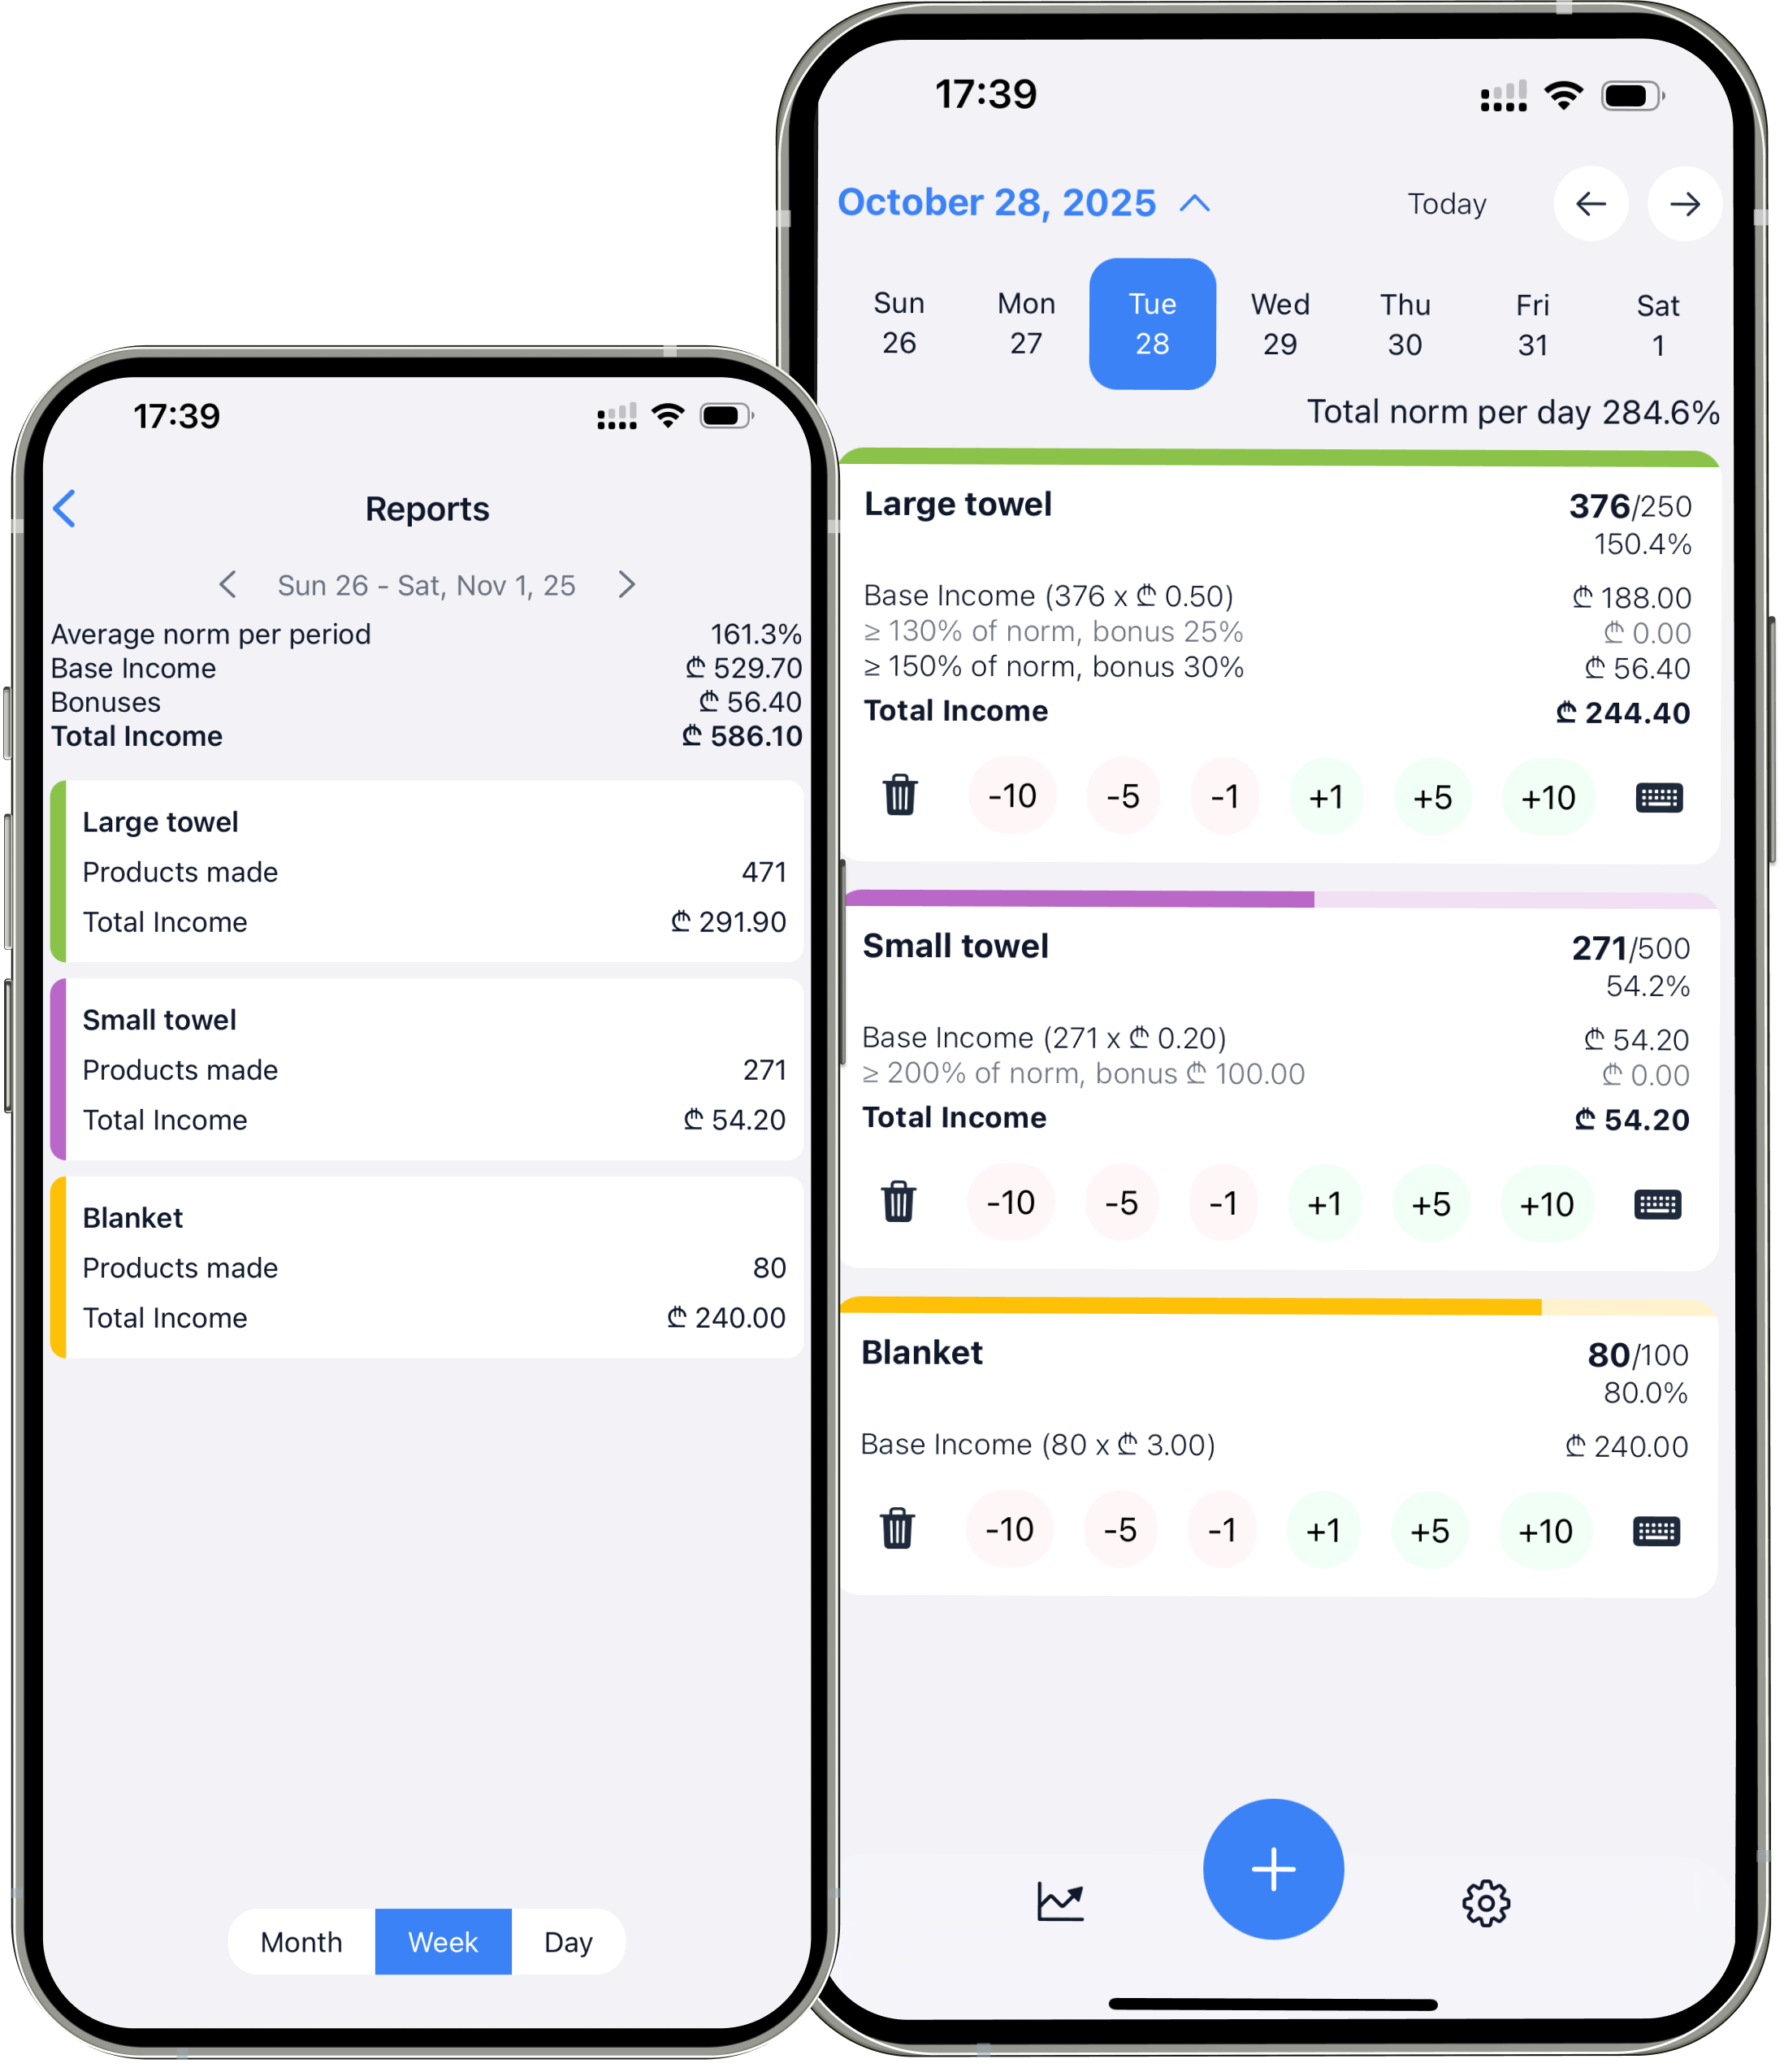 17:39
Reports
Sun 26 - Sat, Nov 1, 25
Average norm per period 161.3%
Base Income ₾ 529.70
Bonuses ₾ 56.40
Total Income ₾ 586.10
Large towel
Products made 471
Total Income ₾ 291.90
Small towel
Products made 271
Total Income ₾ 54.20
Blanket
Products made 80
Total Income ₾ 240.00
Month Week Day
17:39
October 28, 2025 Today
Sun Mon Tue Wed Thu Fri Sat
26 27 28 29 30 31 1
Total norm per day 284.6%
Large towel 376/250
150.4%
Base Income (376 x ₾ 0.50) ₾ 188.00
≥ 130% of norm, bonus 25% ₾ 0.00
≥ 150% of norm, bonus 30% ₾ 56.40
Total Income ₾ 244.40
-10 -5 -1 +1 +5 +10
Small towel 271/500
54.2%
Base Income (271 x ₾ 0.20) ₾ 54.20
≥ 200% of norm, bonus ₾ 100.00 ₾ 0.00
Total Income ₾ 54.20
-10 -5 -1 +1 +5 +10
Blanket 80/100
80.0%
Base Income (80 x ₾ 3.00) ₾ 240.00
-10 -5 -1 +1 +5 +10